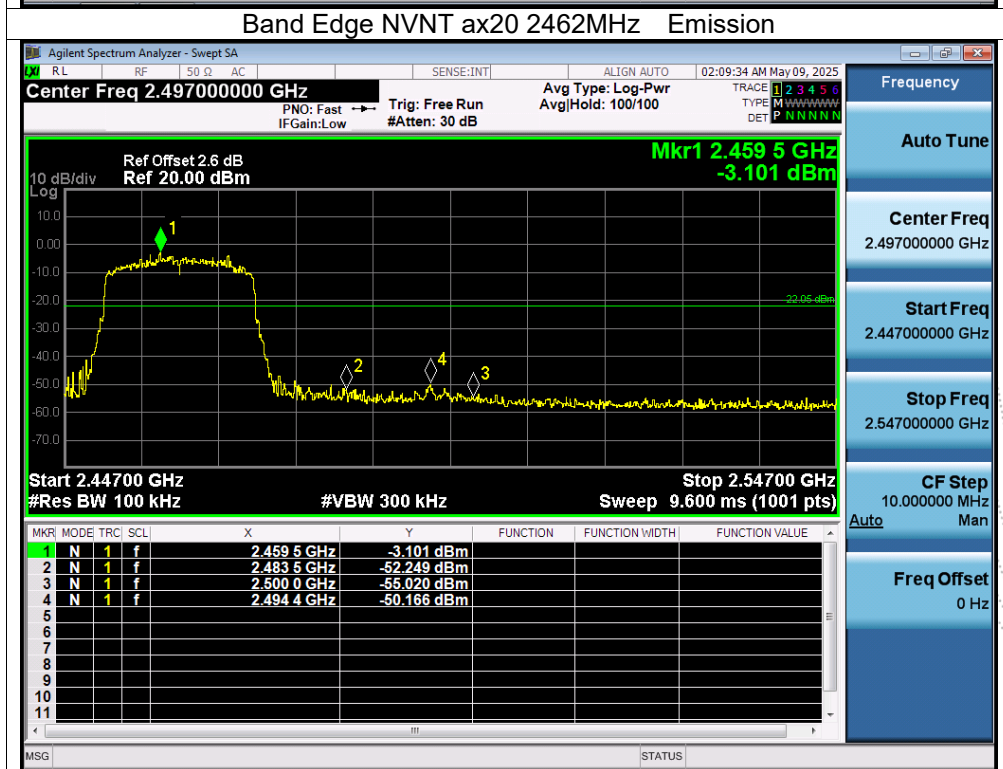 Band Edge NVNT ax20 2462MHz Emission
Agilent Spectrum Analyzer - Swept SA
LXI RL RF 50 Ω AC SENSE:INT ALIGN AUTO 02:09:34 AM May 09, 2025
Center Freq 2.497000000 GHz
PNO: Fast
IFGain:Low
Trig: Free Run
#Atten: 30 dB
Avg Type: Log-Pwr
Avg|Hold: 100/100
TRACE 1 2 3 4 5 6
TYPE M WWWWW
DET P N N N N N
Frequency
Auto Tune
Center Freq
2.497000000 GHz
Start Freq
2.447000000 GHz
Stop Freq
2.547000000 GHz
CF Step
10.000000 MHz
Auto Man
Freq Offset
0 Hz
Mkr1 2.459 5 GHz
-3.101 dBm
Ref Offset 2.6 dB
10 dB/div Ref 20.00 dBm
Log
10.0
0.00
-10.0
-20.0
-30.0
-40.0
-50.0
-60.0
-70.0
1
-22.05 dBm
2
4
3
Start 2.44700 GHz Stop 2.54700 GHz
#Res BW 100 kHz #VBW 300 kHz Sweep 9.600 ms (1001 pts)
MKR MODE TRC SCL X Y FUNCTION FUNCTION WIDTH FUNCTION VALUE
1 N 1 f 2.459 5 GHz -3.101 dBm
2 N 1 f 2.483 5 GHz -52.249 dBm
3 N 1 f 2.500 0 GHz -55.020 dBm
4 N 1 f 2.494 4 GHz -50.166 dBm
5
6
7
8
9
10
11
MSG STATUS